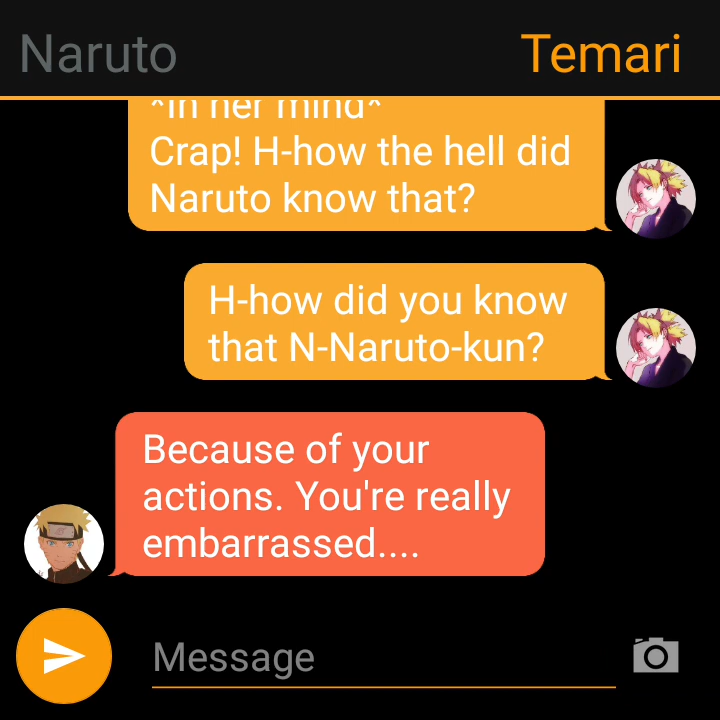 Naruto
Temari
*In her mind*
Crap! H-how the hell did
Naruto know that?
H-how did you know
that N-Naruto-kun?
Because of your
actions. You're really
embarrassed....
Message